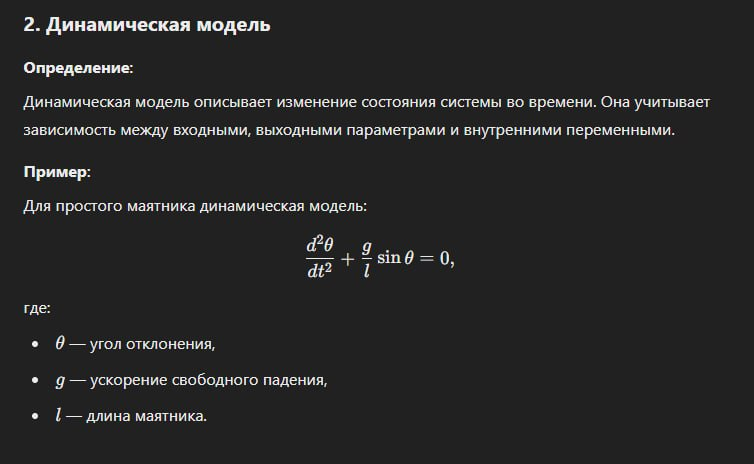 2. Динамическая модель
Определение:
Динамическая модель описывает изменение состояния системы во времени. Она учитывает
зависимость между входными, выходными параметрами и внутренними переменными.
Пример:
Для простого маятника динамическая модель:
d²θ/dt² + g/l sin θ = 0,
где:
• θ — угол отклонения,
• g — ускорение свободного падения,
• l — длина маятника.